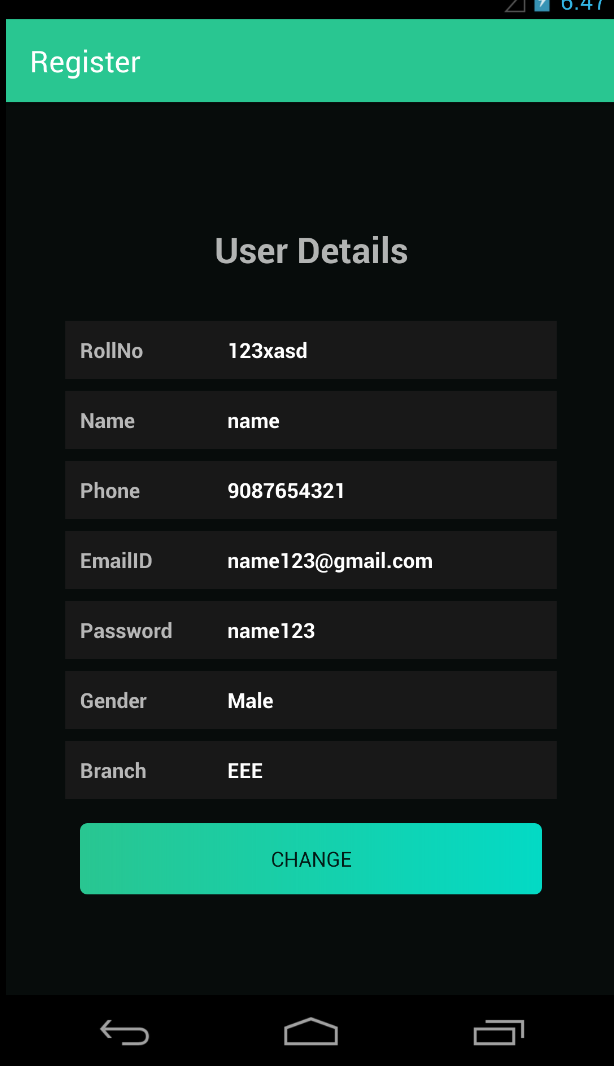 6:47
Register
User Details
RollNo 123xasd
Name name
Phone 9087654321
EmailID name123@gmail.com
Password name123
Gender Male
Branch EEE
CHANGE